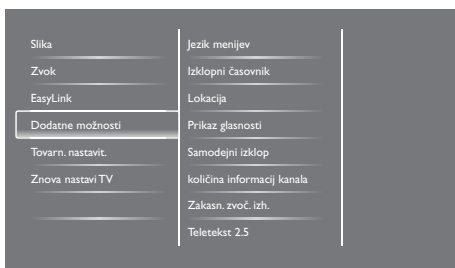 Slika
Zvok
EasyLink
Dodatne možnosti
Tovarn. nastavit.
Znova nastavi TV
Jezik menijev
Izklopni časovnik
Lokacija
Prikaz glasnosti
Samodejni izklop
količina informacij kanala
Zakasn. zvoč. izh.
Teletekst 2.5